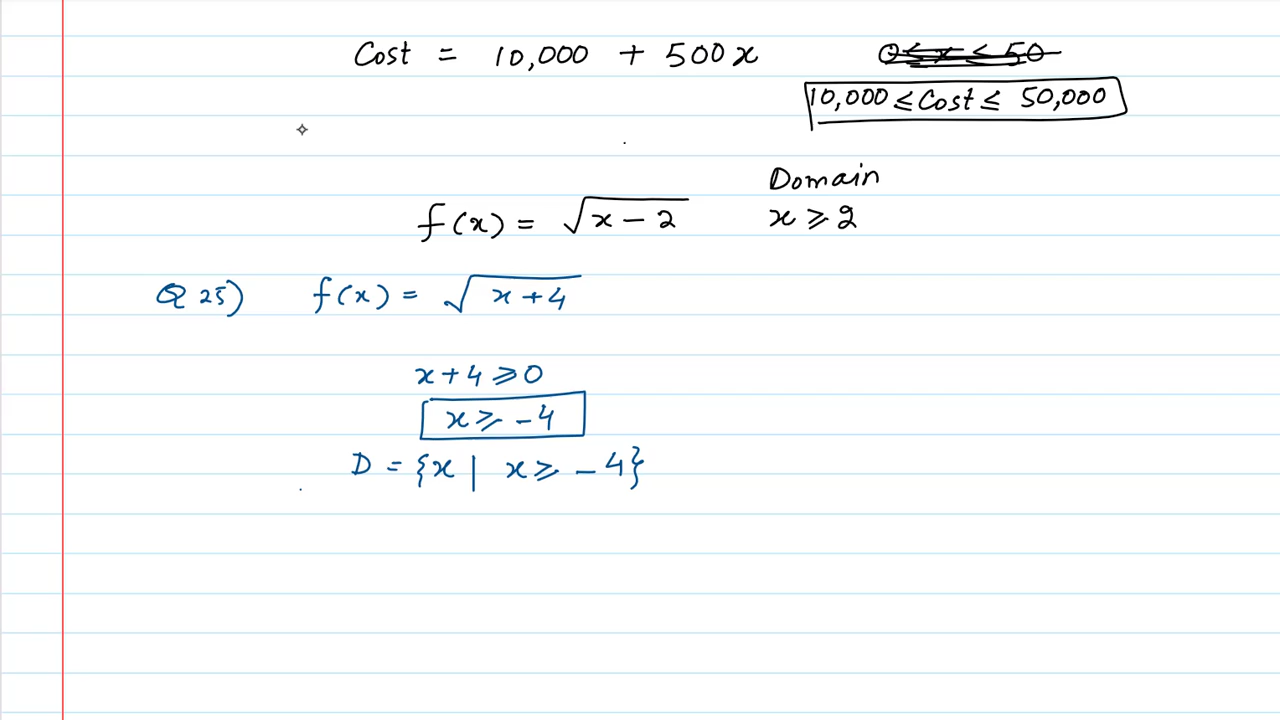 Cost = 10,000 + 500x
0 ≤ x ≤ 50
10,000 ≤ Cost ≤ 50,000
Domain
f(x) = √x − 2 x ⩾ 2
Q 25) f(x) = √x + 4
x + 4 ⩾ 0
x ⩾ − 4
D = {x | x ⩾ − 4}